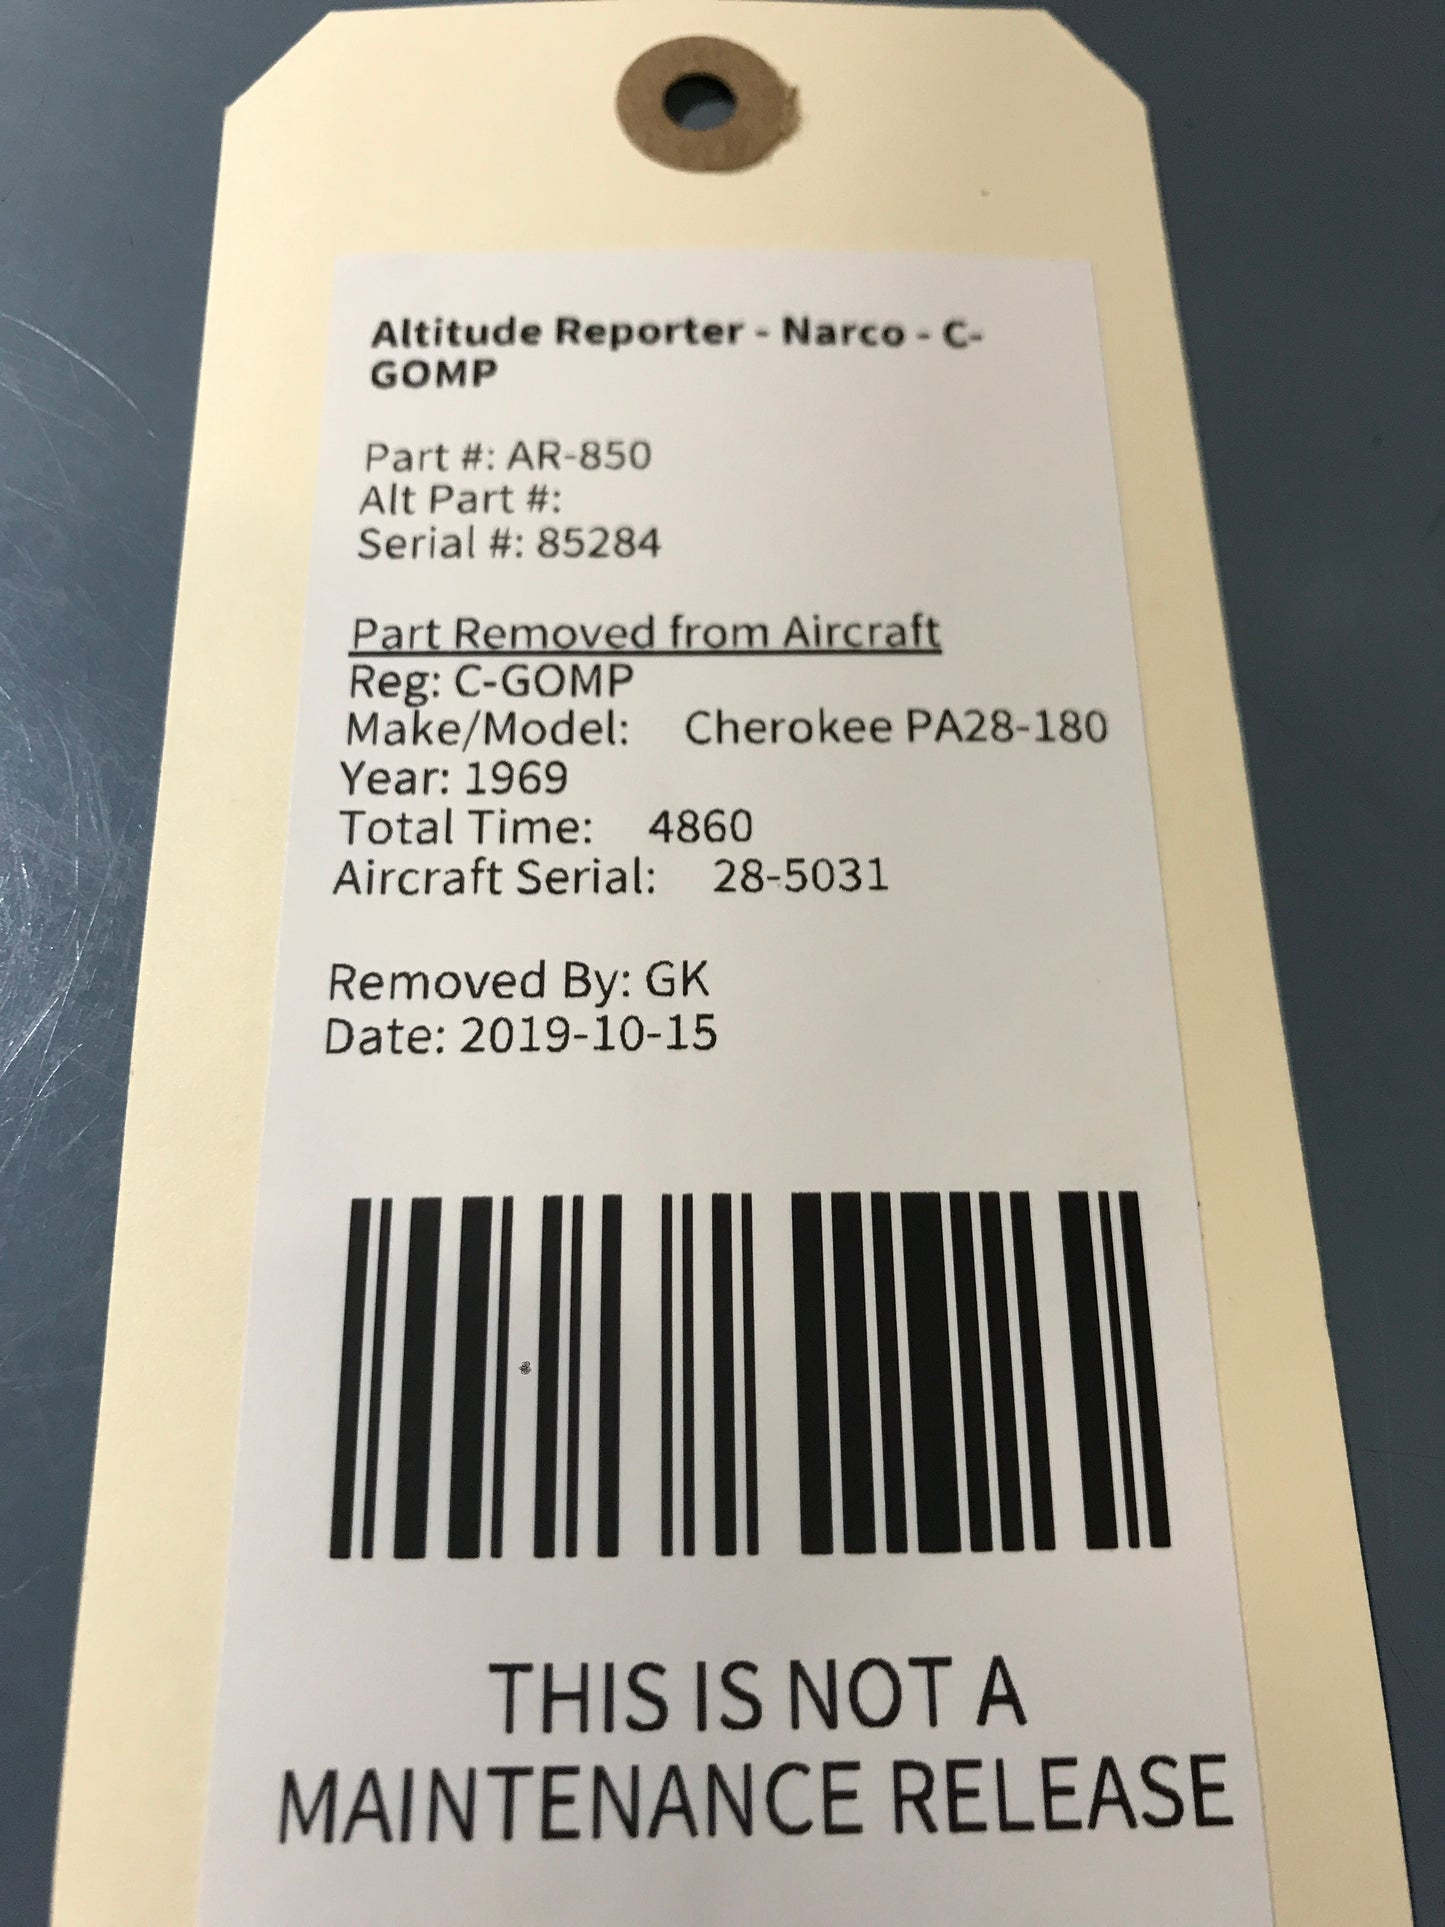 Altitude Reporter - Narco - C-
GOMP
Part #: AR-850
Alt Part #:
Serial #: 85284
Part Removed from Aircraft
Reg: C-GOMP
Make/Model: Cherokee PA28-180
Year: 1969
Total Time: 4860
Aircraft Serial: 28-5031
Removed By: GK
Date: 2019-10-15
THIS IS NOT A
MAINTENANCE RELEASE